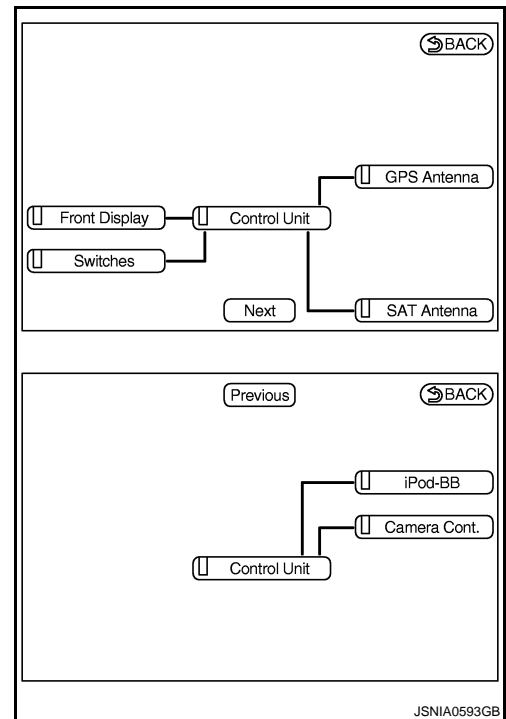 BACK
GPS Antenna
Front Display
Control Unit
Switches
Next
SAT Antenna
Previous
BACK
iPod-BB
Camera Cont.
Control Unit
JSNIA0593GB